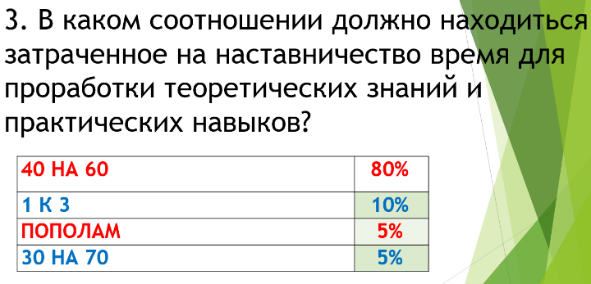 3. В каком соотношении должно находиться
затраченное на наставничество время для
проработки теоретических знаний и
практических навыков?
40 НА 60 80%
1 К 3 10%
ПОПОЛАМ 5%
30 НА 70 5%